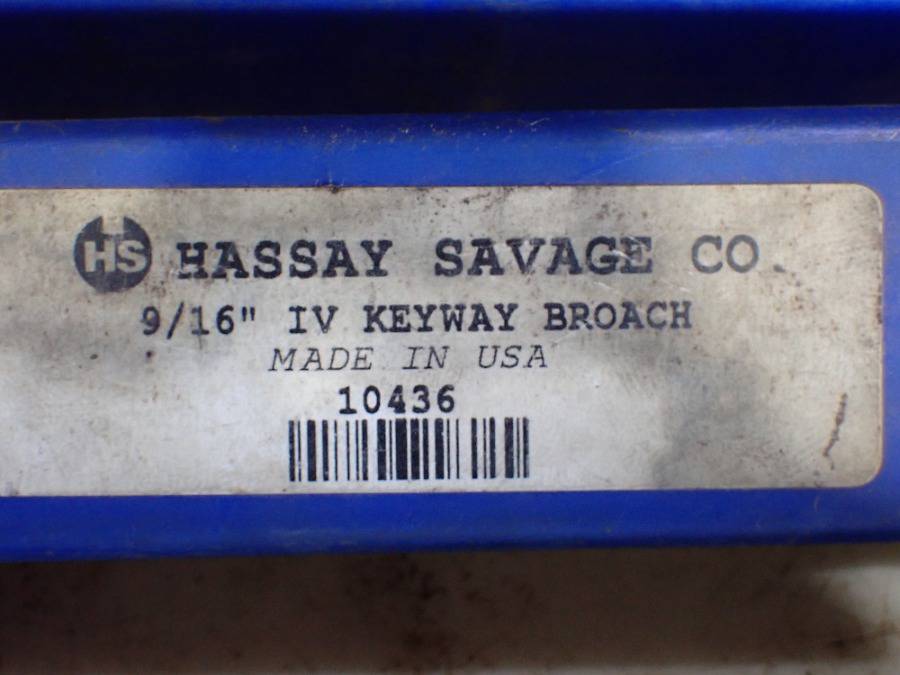 HS HASSAY SAVAGE CO.
9/16" IV KEYWAY BROACH
MADE IN USA
10436